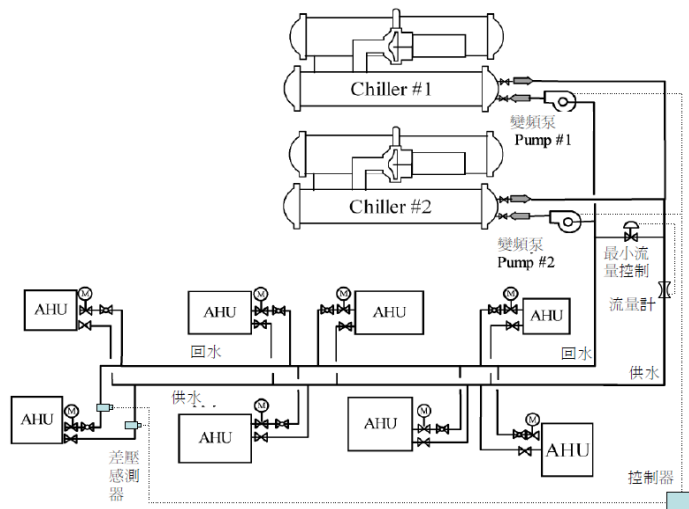 Chiller #1
變頻泵
Pump #1
Chiller #2
變頻泵
Pump #2
最小流
量控制
流量計
AHU
M
AHU
M
M
AHU
M
AHU
回水
回水
供水
供水
AHU
M
AHU
M
AHU
M
M
AHU
差壓
感測
器
控制器